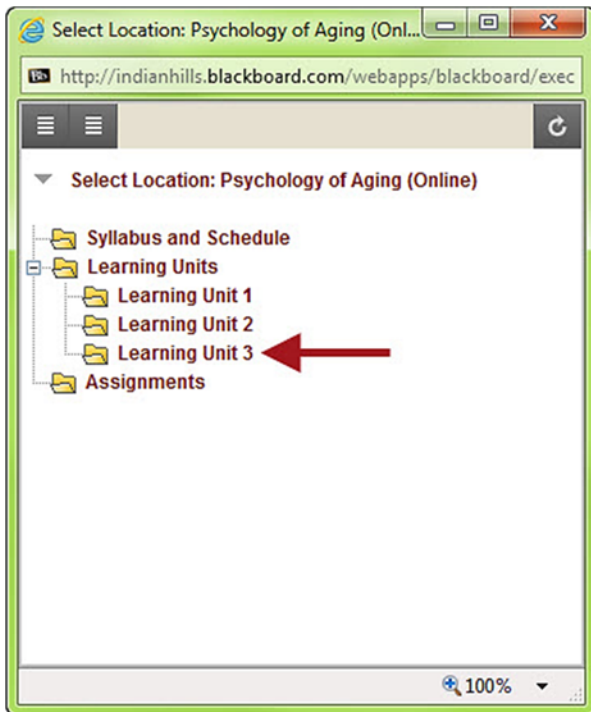 Select Location: Psychology of Aging (Onl...
Bb http://indianhills.blackboard.com/webapps/blackboard/exec
Select Location: Psychology of Aging (Online)
Syllabus and Schedule
Learning Units
Learning Unit 1
Learning Unit 2
Learning Unit 3
Assignments
100%